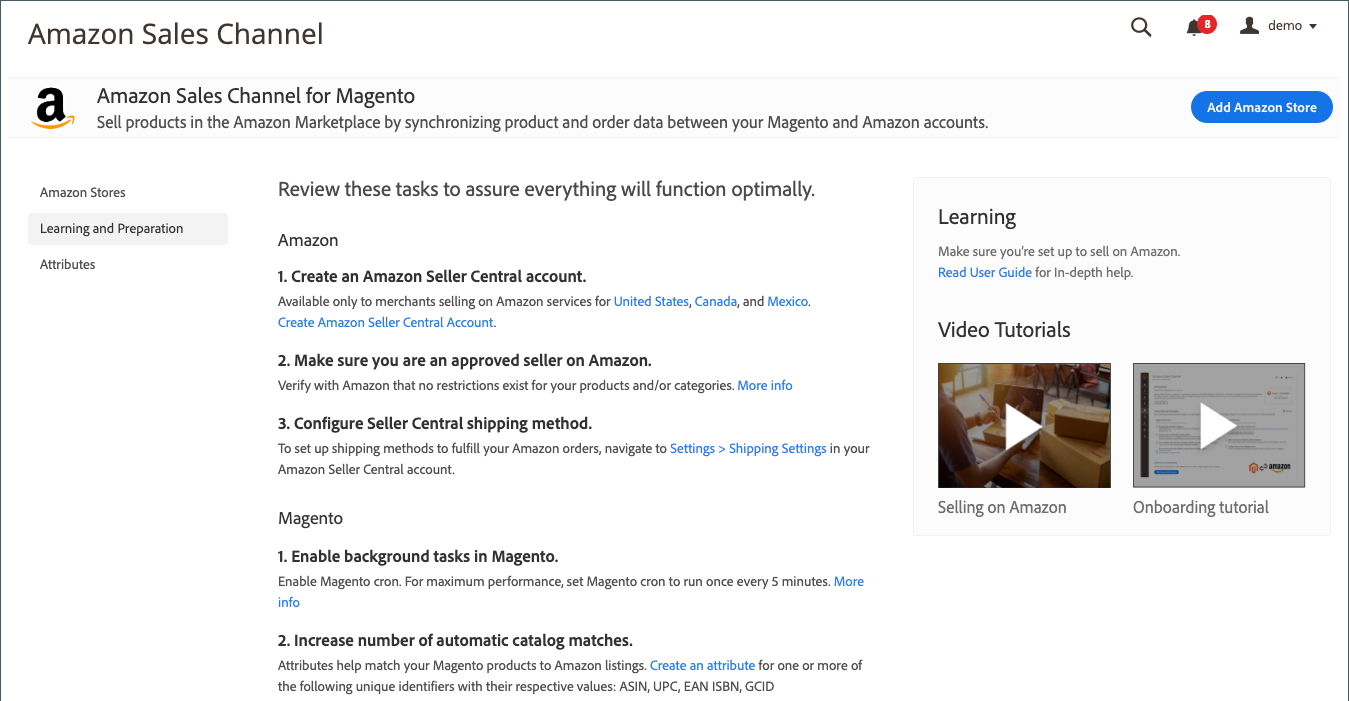 Amazon Sales Channel
8
demo
Amazon Sales Channel for Magento
Sell products in the Amazon Marketplace by synchronizing product and order data between your Magento and Amazon accounts.
Add Amazon Store
Amazon Stores
Learning and Preparation
Attributes
Review these tasks to assure everything will function optimally.
Amazon
1. Create an Amazon Seller Central account.
Available only to merchants selling on Amazon services for United States, Canada, and Mexico.
Create Amazon Seller Central Account.
2. Make sure you are an approved seller on Amazon.
Verify with Amazon that no restrictions exist for your products and/or categories. More info
3. Configure Seller Central shipping method.
To set up shipping methods to fulfill your Amazon orders, navigate to Settings > Shipping Settings in your
Amazon Seller Central account.
Magento
1. Enable background tasks in Magento.
Enable Magento cron. For maximum performance, set Magento cron to run once every 5 minutes. More
info
2. Increase number of automatic catalog matches.
Attributes help match your Magento products to Amazon listings. Create an attribute for one or more of
the following unique identifiers with their respective values: ASIN, UPC, EAN ISBN, GCID
Learning
Make sure you're set up to sell on Amazon.
Read User Guide for In-depth help.
Video Tutorials
amazon
Selling on Amazon
Onboarding tutorial